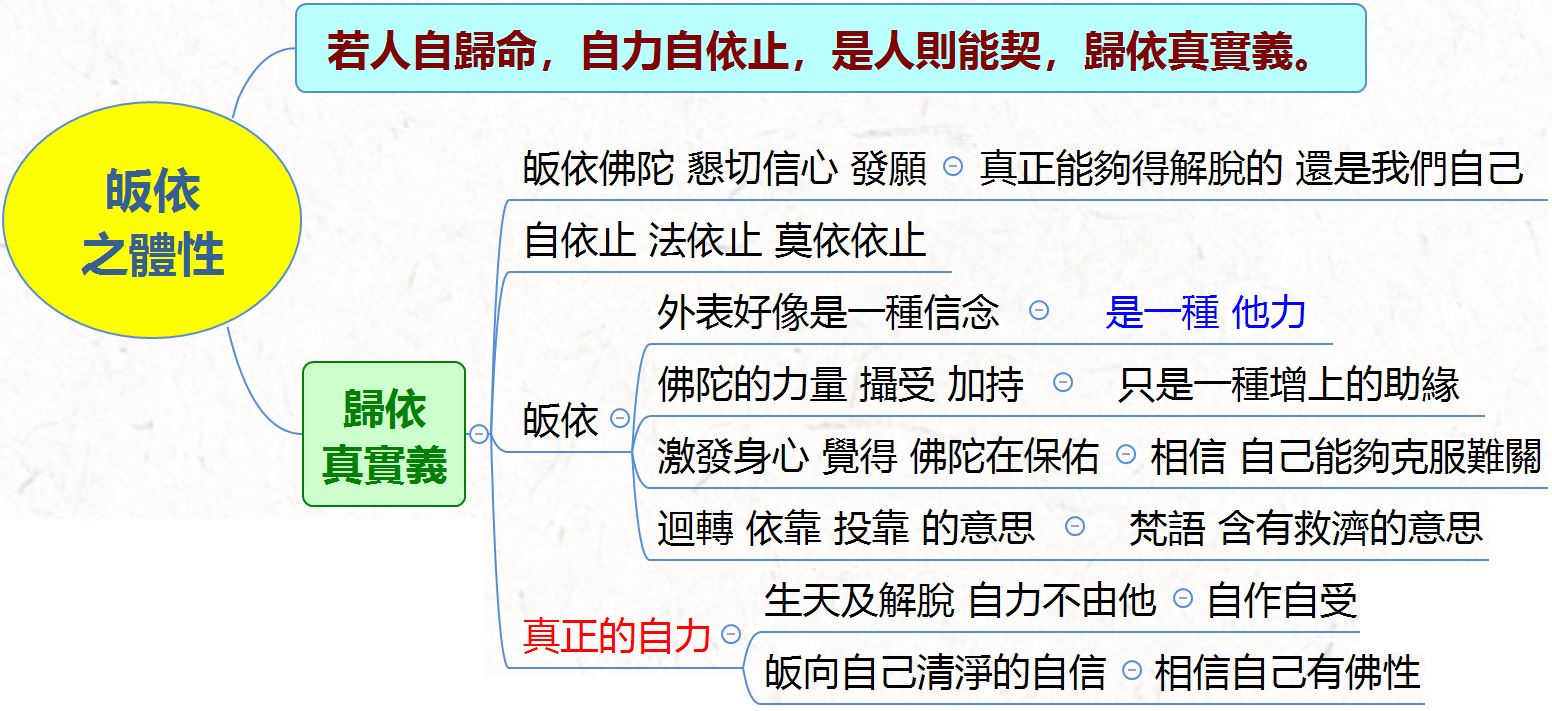 若人自歸命，自力自依止，是人則能契，歸依真實義。
皈依
之體性
皈依佛陀 懇切信心 發願 真正能夠得解脫的 還是我們自己
自依止 法依止 莫依依止
外表好像是一種信念 是一種 他力
佛陀的力量 攝受 加持 只是一種增上的助緣
歸依
真實義
皈依
激發身心 覺得 佛陀在保佑 相信 自己能夠克服難關
迴轉 依靠 投靠 的意思 梵語 含有救濟的意思
真正的自力
生天及解脫 自力不由他 自作自受
皈向自己清淨的自信 相信自己有佛性